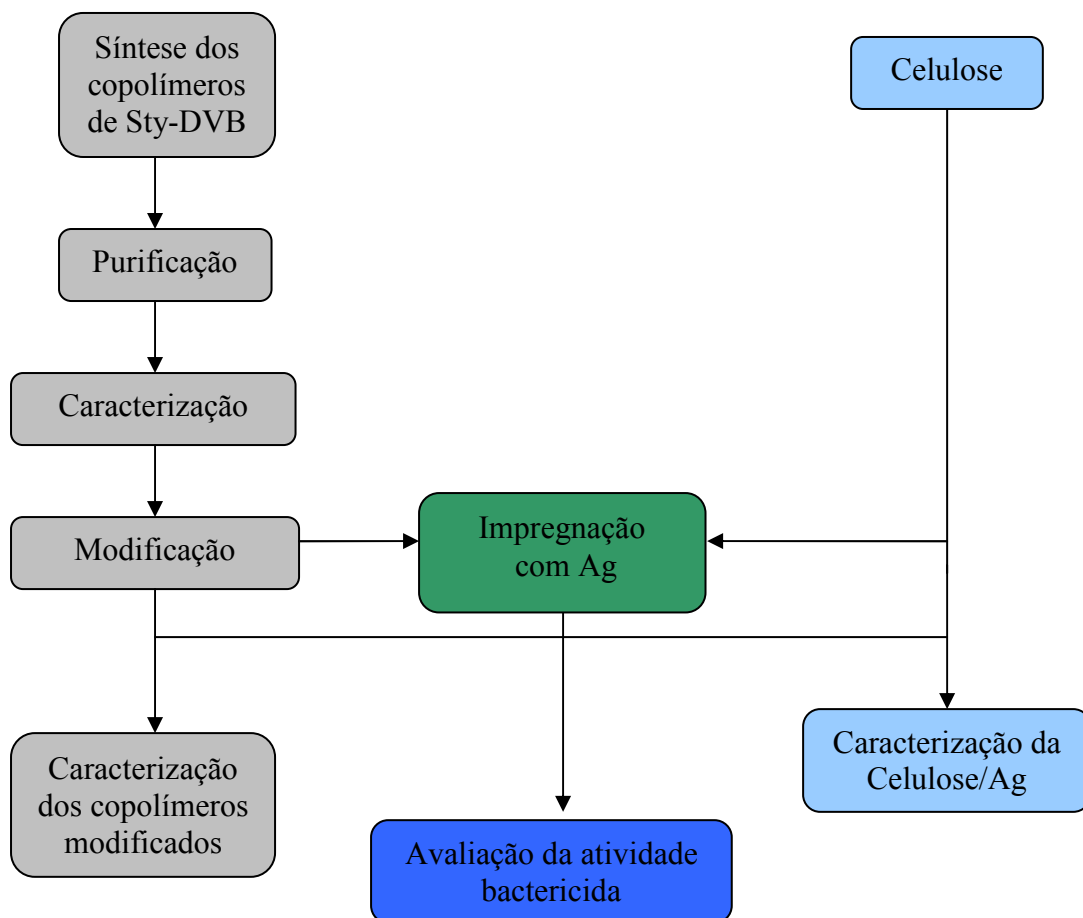 Síntese dos
copolímeros
de Sty-DVB
Celulose
Purificação
Caracterização
Modificação
Impregnação
com Ag
Caracterização
dos copolímeros
modificados
Caracterização da
Celulose/Ag
Avaliação da atividade
bactericida